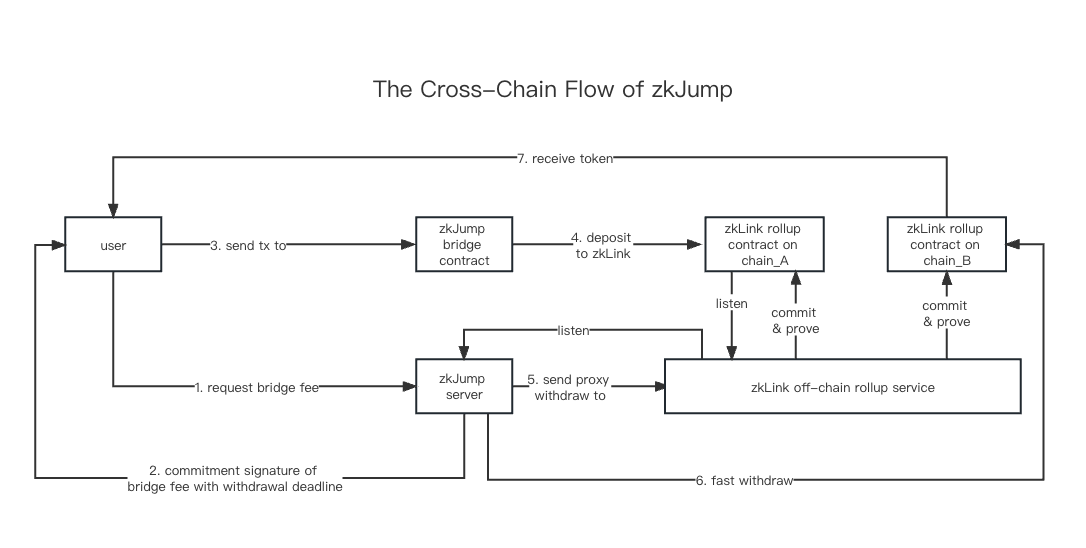 The Cross-Chain Flow of zkJump
7. receive token
user
3. send tx to
zkJump
bridge
contract
4. deposit
to zkLink
zkLink rollup
contract on
chain_A
zkLink rollup
contract on
chain_B
listen
commit
& prove
commit
& prove
listen
1. request bridge fee
zkJump
server
5. send proxy
withdraw to
zkLink off-chain rollup service
2. commitment signature of
bridge fee with withdrawal deadline
6. fast withdraw